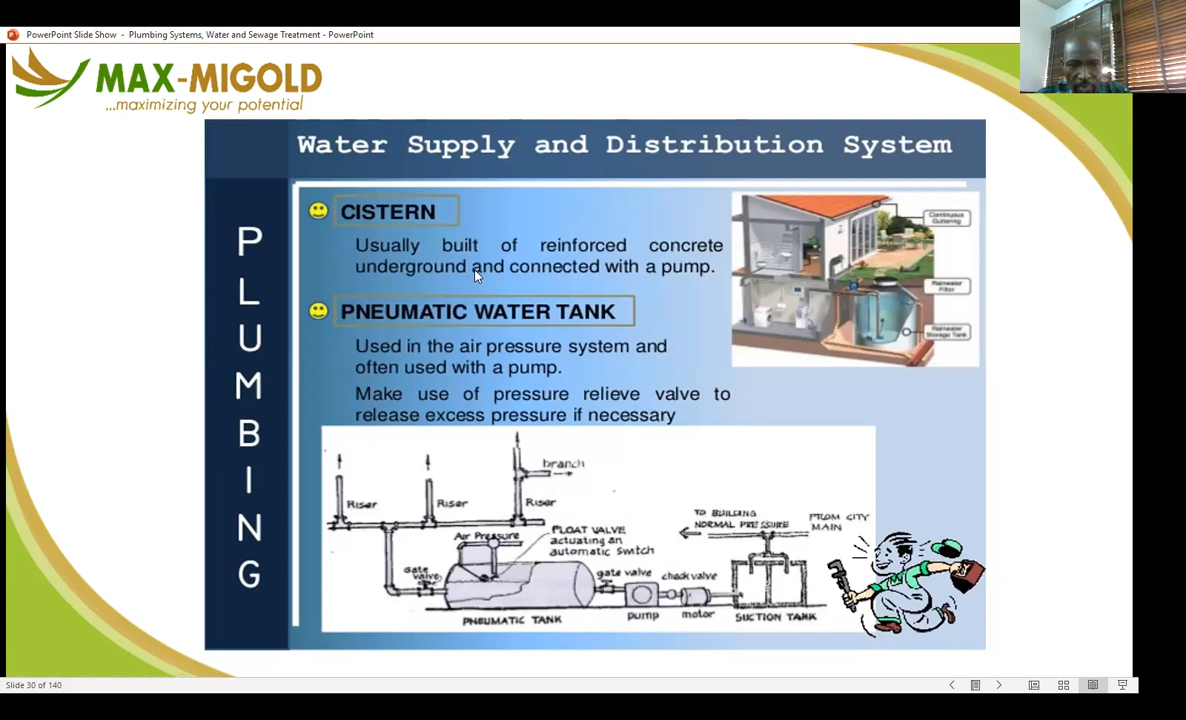 PowerPoint Slide Show - Plumbing Systems, Water and Sewage Treatment - PowerPoint
MAX-MIGOLD
...maximizing your potential
Water Supply and Distribution System
PLUMBING
CISTERN
Usually built of reinforced concrete
underground and connected with a pump.
PNEUMATIC WATER TANK
Used in the air pressure system and
often used with a pump.
Make use of pressure relieve valve to
release excess pressure if necessary
Continuous
Guttering
Rainwater
Filter
Rainwater
Storage Tank
branch
Riser
Riser
Riser
Air Pressure
FLOAT VALVE
actuating an
automatic switch
TO BUILDING
NORMAL PRESSURE
FROM CITY
MAIN
Gate
valve
gate valve
check valve
PNEUMATIC TANK
pump
motor
SUCTION TANK
Slide 30 of 140